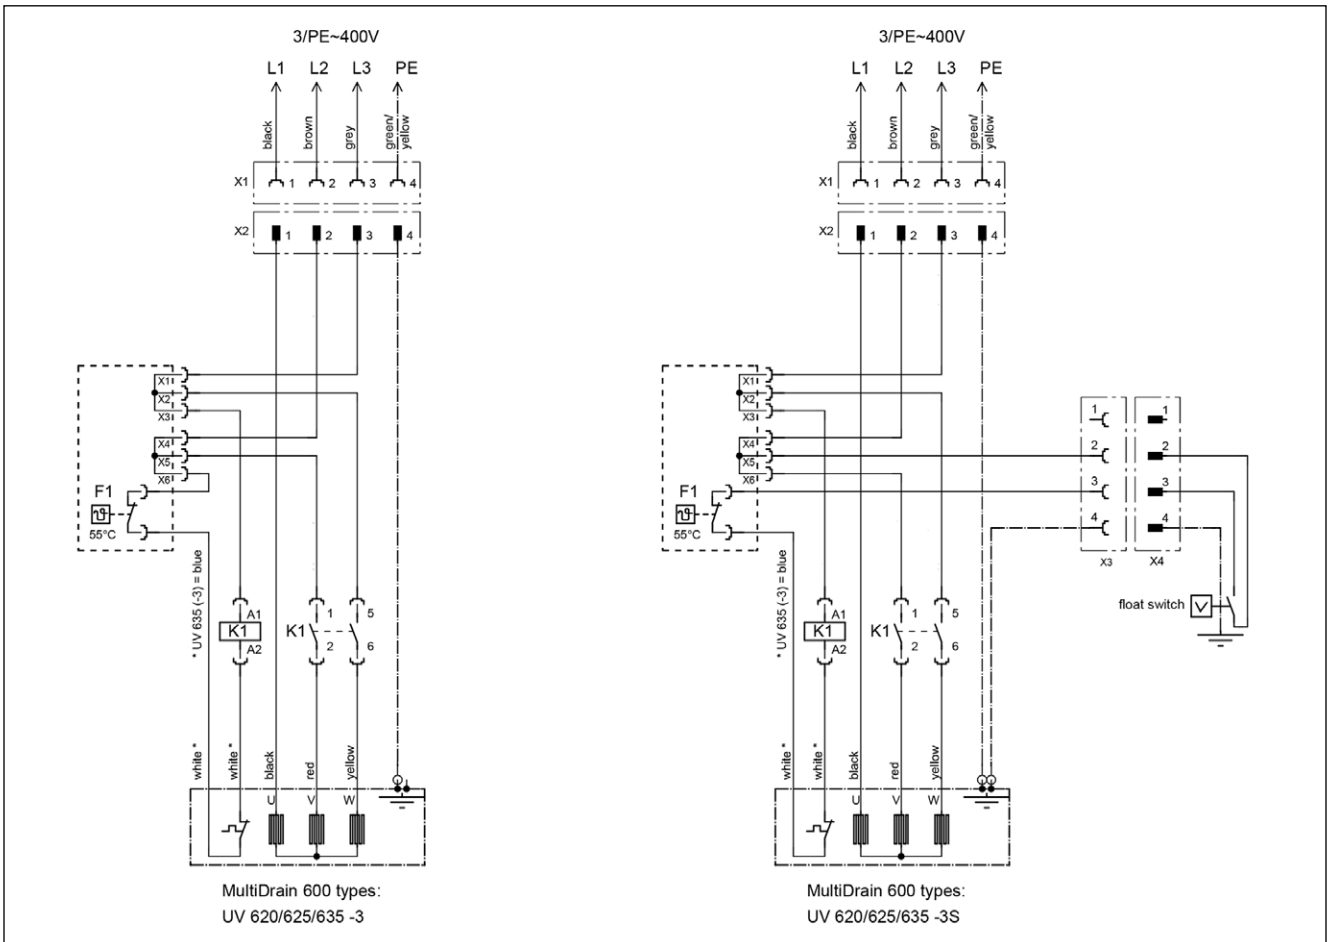 3/PE~400V
L1 L2 L3 PE
black brown grey green/
yellow
X1 1 2 3 4
X2 1 2 3 4
X1
X2
X3
X4
X5
X6
F1
55°C
* UV 635 (-3) = blue
A1 1 5
K1 K1
A2 2 6
white * white * black red yellow
U V W
MultiDrain 600 types:
UV 620/625/635 -3
3/PE~400V
L1 L2 L3 PE
black brown grey green/
yellow
X1 1 2 3 4
X2 1 2 3 4
X1
X2
X3
X4
X5
X6
F1
55°C
1 1
2 2
3 3
4 4
X3 X4
float switch
* UV 635 (-3) = blue
A1 1 5
K1 K1
A2 2 6
white * white * black red yellow
U V W
MultiDrain 600 types:
UV 620/625/635 -3S